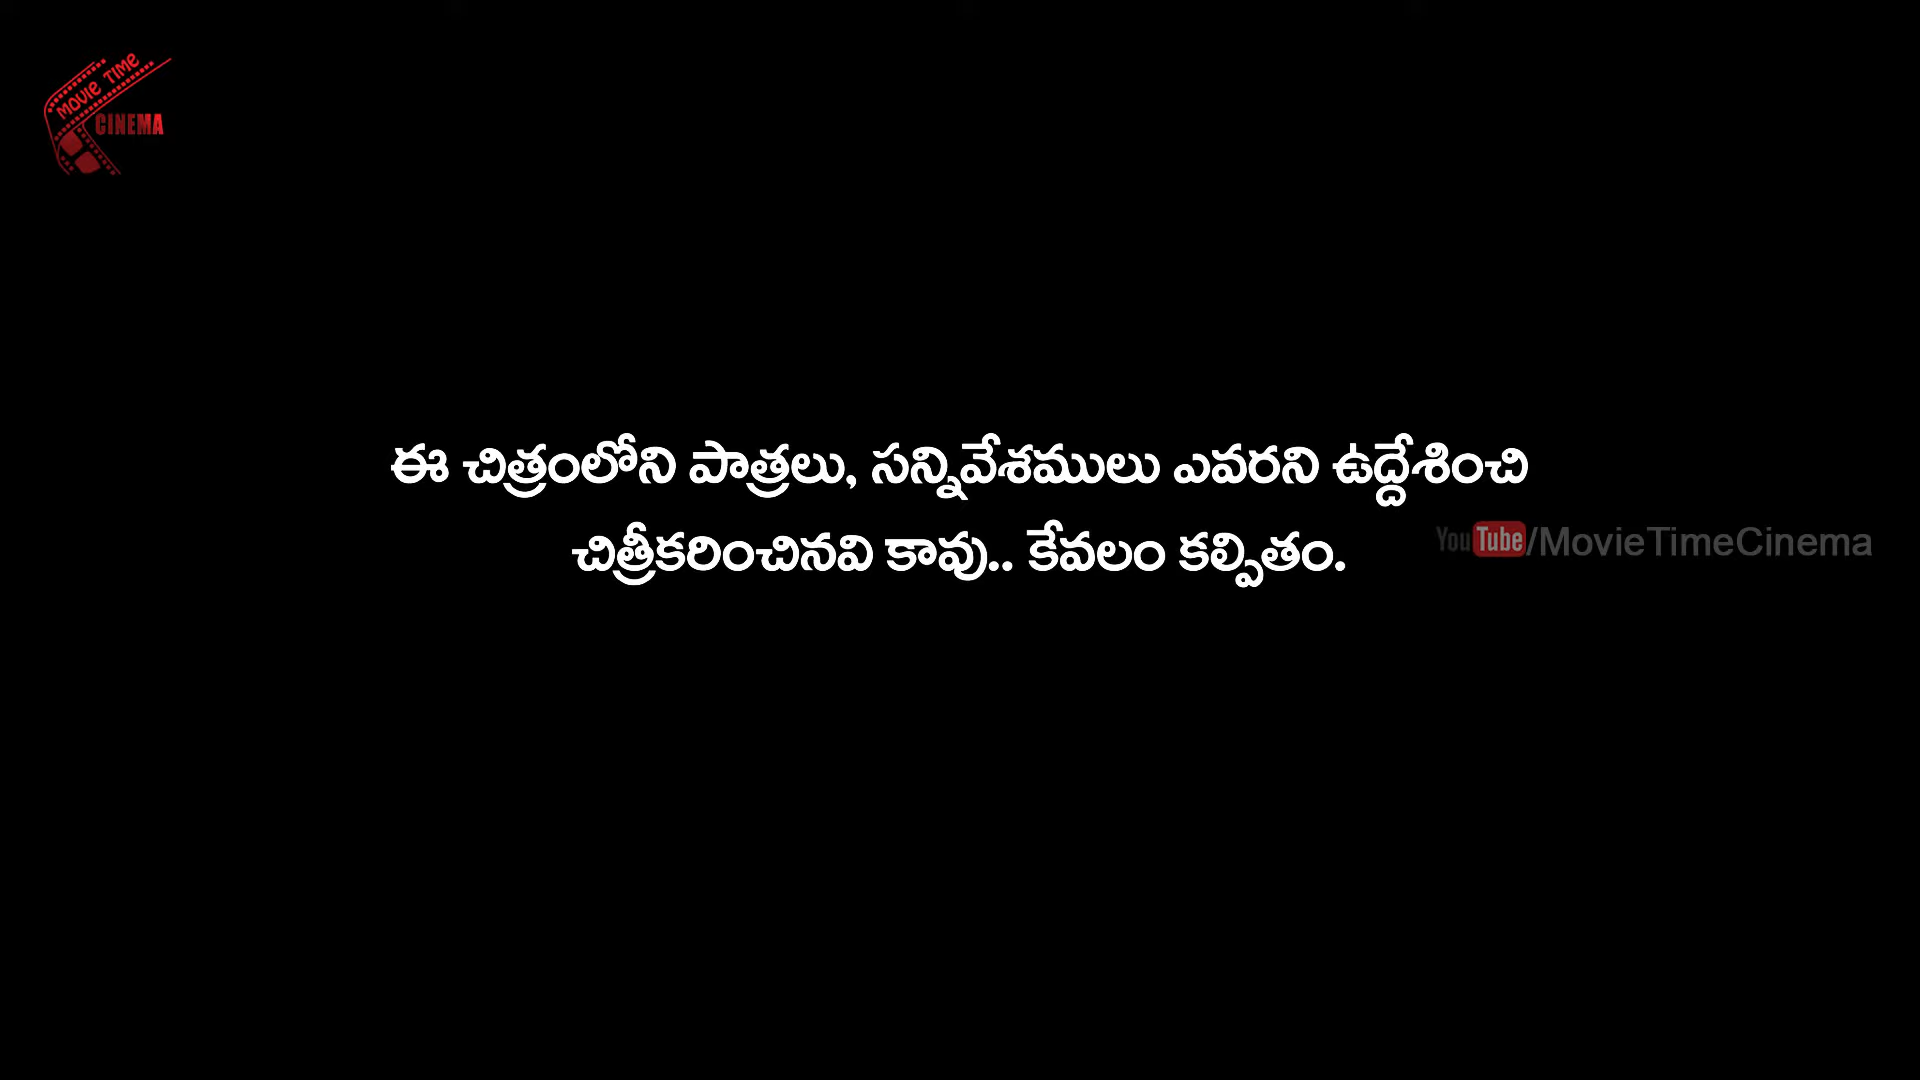 MOVIE TIME
CINEMA
ఈ చిత్రంలోని పాత్రలు, సన్నివేశములు ఎవరని ఉద్దేశించి
చిత్రీకరించినవి కావు.. కేవలం కల్పితం.
YouTube/MovieTimeCinema